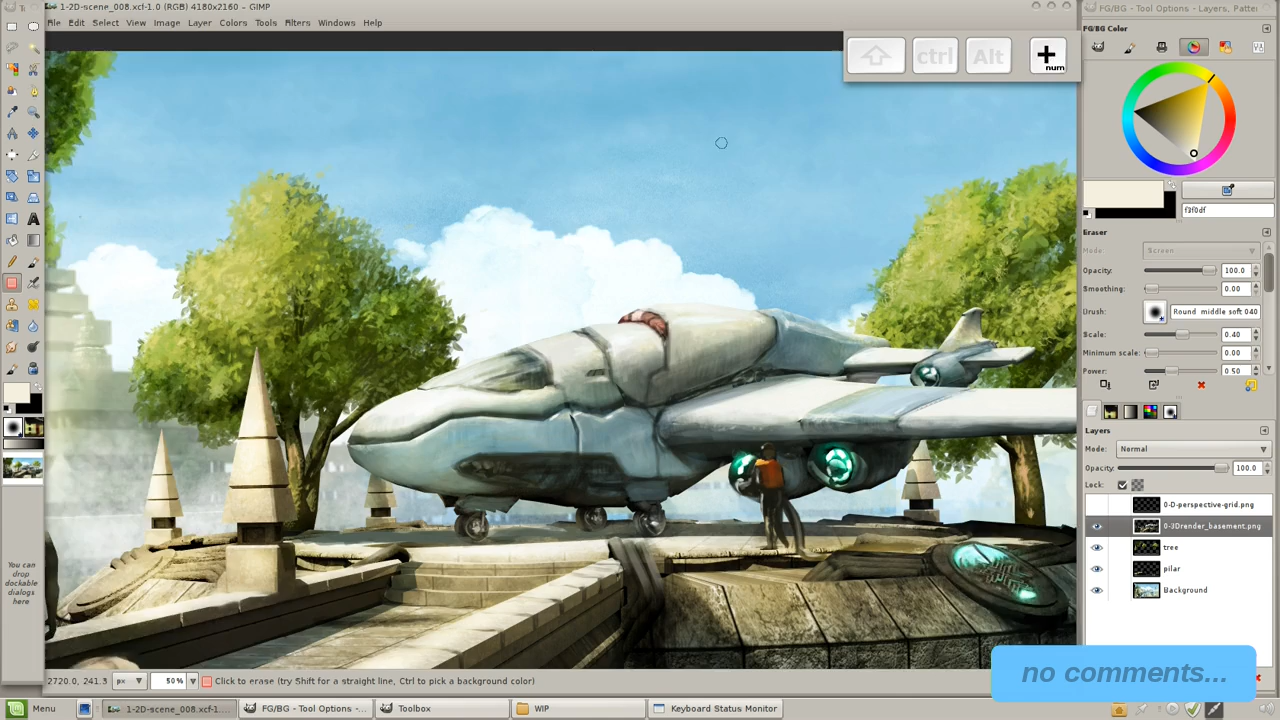 1-2D-scene_008.xcf-1.0 (RGB) 4180x2160 – GIMP
FG/BG - Tool Options - Layers, Patter
File Edit Select View Image Layer Colors Tools Filters Windows Help
FG/BG Color
ctrl Alt + num
f3f0df
Eraser
Mode: Screen
Opacity: 100.0
Smoothing: 0.00
Brush: Round middle soft 040
Scale: 0.40
Minimum scale: 0.00
Power: 0.50
Layers
Mode: Normal
Opacity: 100.0
Lock:
0-D-perspective-grid.png
0-3Drender_basement.png
tree
pilar
Background
You can
drop
dockable
dialogs
here
no comments...
2720.0, 241.3 px 50% Click to erase (try Shift for a straight line, Ctrl to pick a background color)
Menu 1-2D-scene_008.xcf-1.... FG/BG - Tool Options -... Toolbox WIP Keyboard Status Monitor